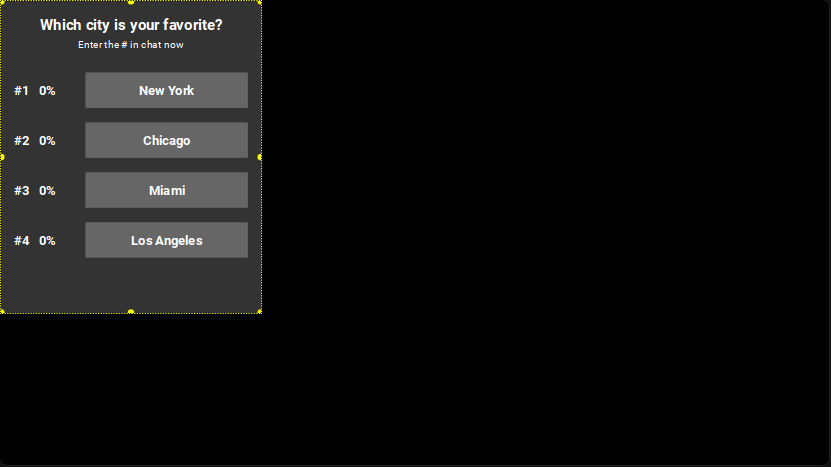 Which city is your favorite?
Enter the # in chat now
#1 0% New York
#2 0% Chicago
#3 0% Miami
#4 0% Los Angeles